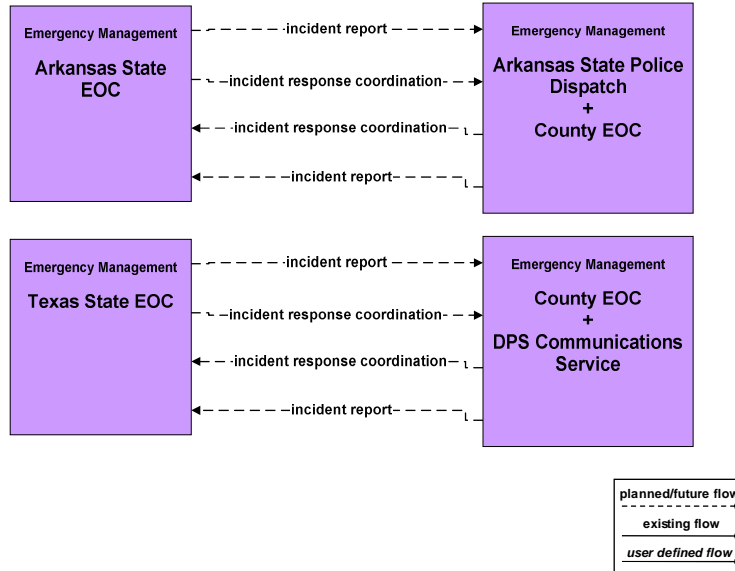 Emergency Management
Arkansas State
EOC
incident report
incident response coordination
incident response coordination
incident report
Emergency Management
Arkansas State Police
Dispatch
+
County EOC
Emergency Management
Texas State EOC
incident report
incident response coordination
incident response coordination
incident report
Emergency Management
County EOC
+
DPS Communications
Service
planned/future flow
existing flow
user defined flow